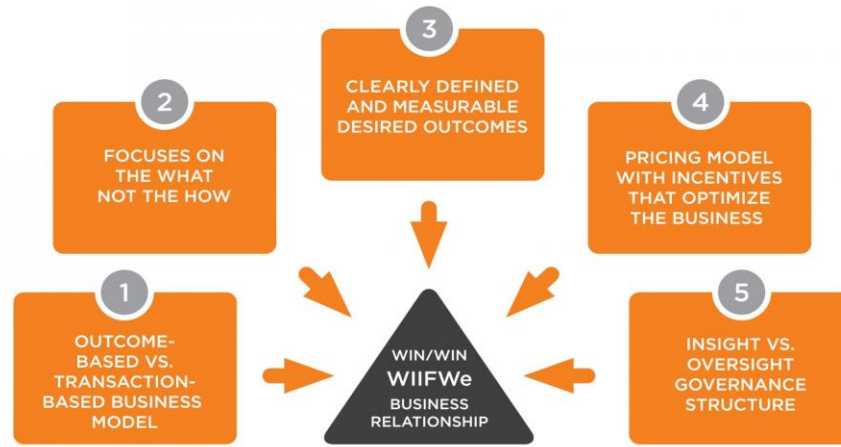 1
OUTCOME-
BASED VS.
TRANSACTION-
BASED BUSINESS
MODEL
2
FOCUSES ON
THE WHAT
NOT THE HOW
3
CLEARLY DEFINED
AND MEASURABLE
DESIRED OUTCOMES
4
PRICING MODEL
WITH INCENTIVES
THAT OPTIMIZE
THE BUSINESS
5
INSIGHT VS.
OVERSIGHT
GOVERNANCE
STRUCTURE
WIN/WIN
WIIFWe
BUSINESS
RELATIONSHIP